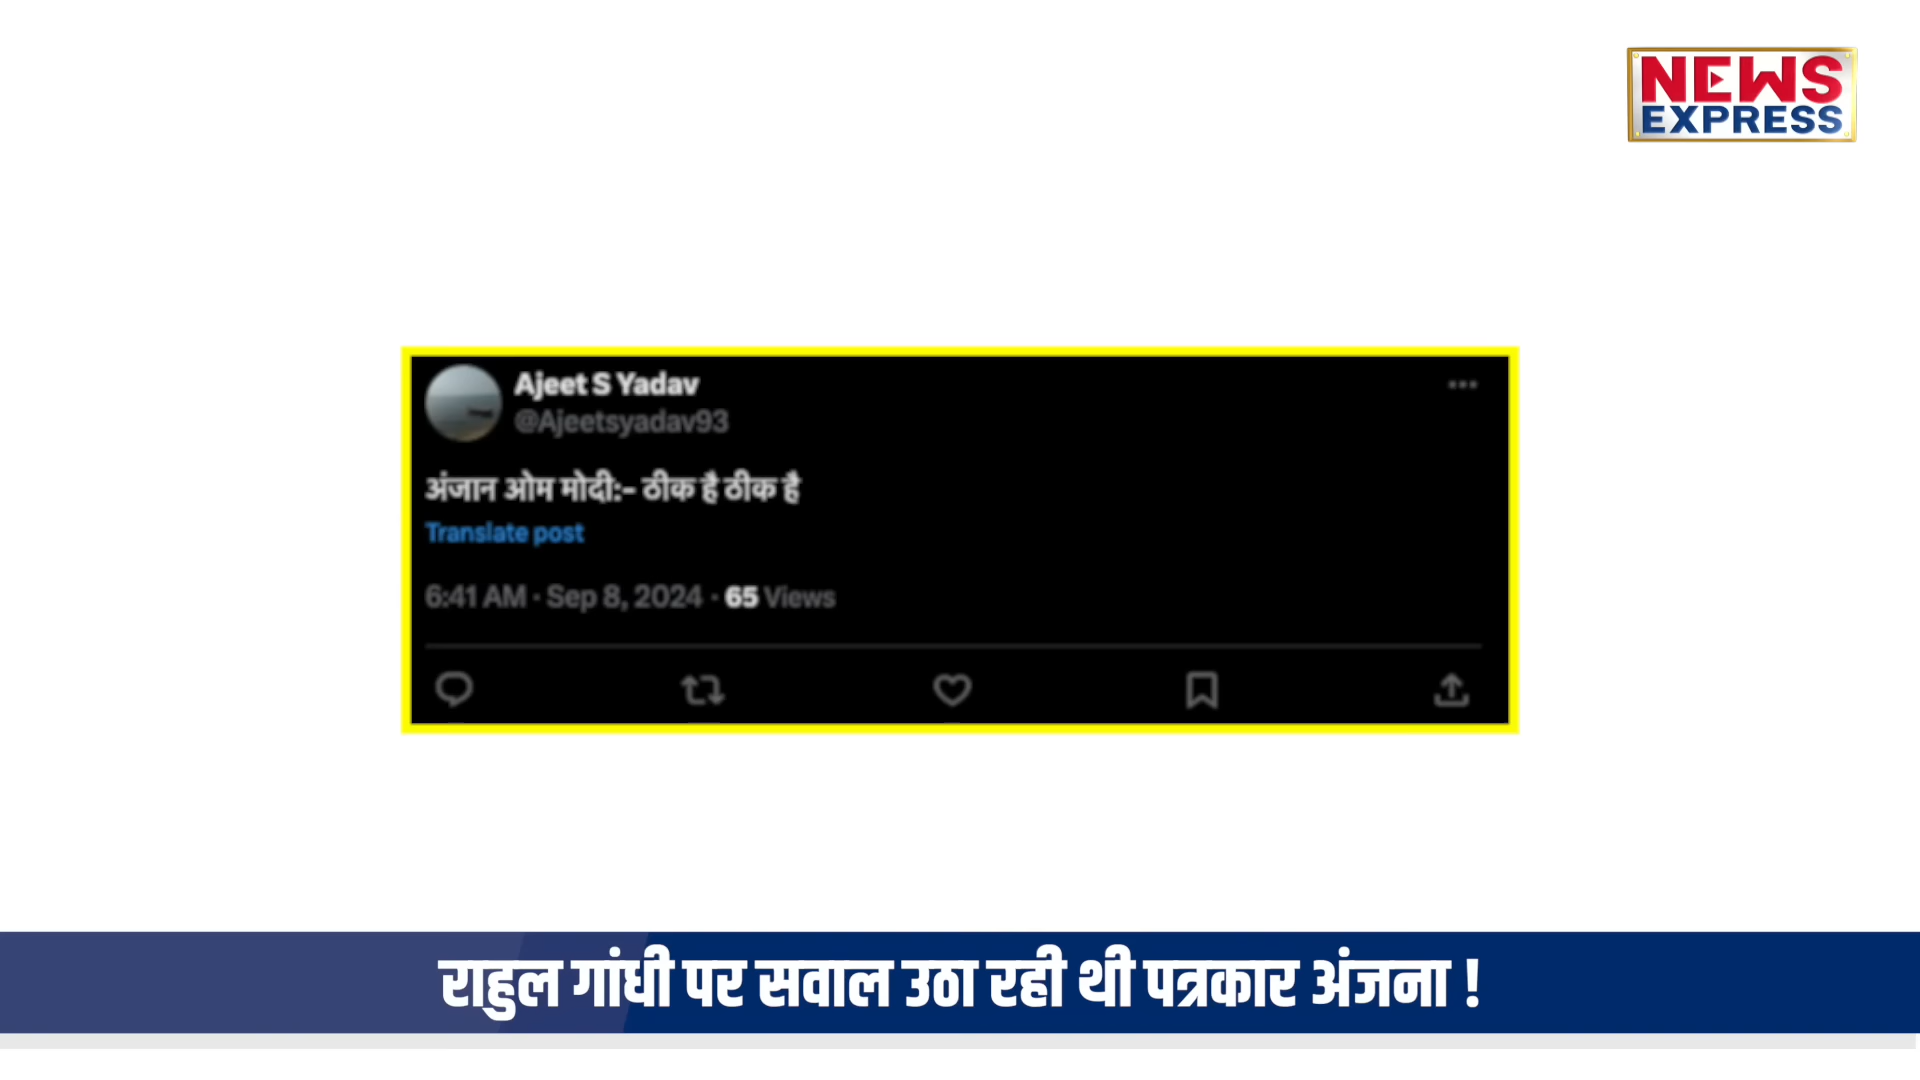 NEWS
EXPRESS
Ajeet S Yadav
@Ajeetsyadav93
अंजान ओम मोदी:- ठीक है ठीक है
Translate post
6:41 AM · Sep 8, 2024 · 65 Views
राहुल गांधी पर सवाल उठा रही थी पत्रकार अंजना !